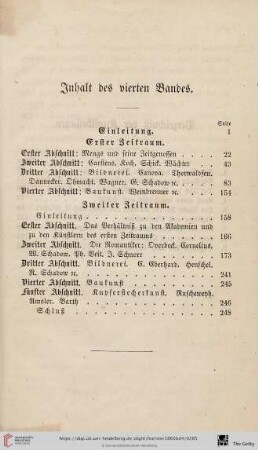 Inhalt des vierten Bandes.
Seite
Einleitung. 1
Erster Zeitraum.
Erster Abschnitt: Mengs und seine Zeitgenossen . . . . 22
Zweiter Abschnitt: Carstens. Koch. Schick. Wächter . . 43
Dritter Abschnitt: Bildnerei. Canova. Thorwaldsen.
Dannecker. Ohmacht. Wagner. G. Schadow ꝛc. . . 83
Vierter Abschnitt: Baukunst. Weinbrenner ꝛc. . . . 154
Zweiter Zeitraum.
Einleitung . . . . . . . . . . 158
Erster Abschnitt. Das Verhältniß zu den Akademien und
zu den Künstlern des ersten Zeitraums . . . . 166
Zweiter Abschnitt. Die Romantiker: Overbeck. Cornelius.
W. Schadow. Ph. Veit. J. Schnorr . . . . 173
Dritter Abschnitt. Bildnerei. G. Eberhard. Henschel.
R. Schadow ꝛc. . . . . . . . . 241
Vierter Abschnitt. Baukunst . . . . . . 245
Fünfter Abschnitt. Kupferstecherkunst. Ruscheweyh.
Amsler. Barth . . . . . . . . 246
Schluß . . . . . . . . . . 248